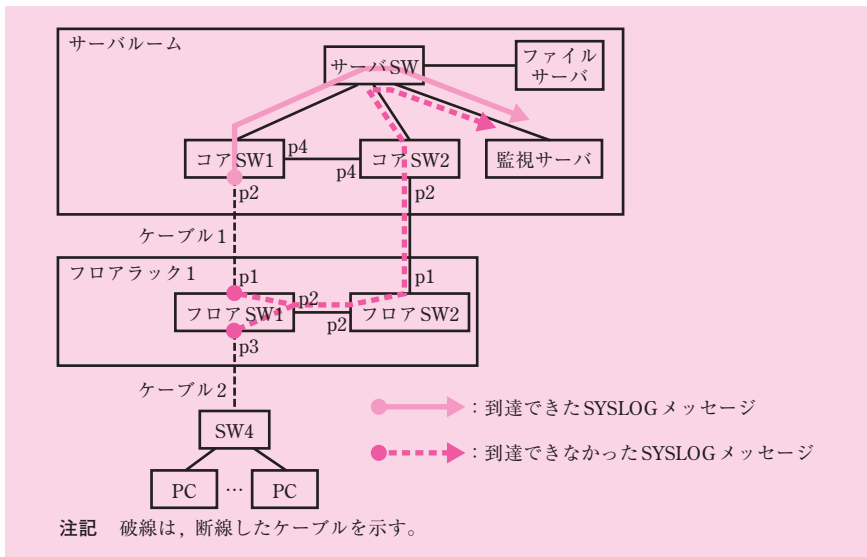 サーバルーム
サーバSW
ファイル
サーバ
コアSW1
p4
p4
コアSW2
監視サーバ
p2
p2
ケーブル1
フロアラック1
p1
p1
フロアSW1
p2
p2
フロアSW2
p3
ケーブル2
SW4
PC
…
PC
:到達できたSYSLOGメッセージ
:到達できなかったSYSLOGメッセージ
注記 破線は，断線したケーブルを示す。